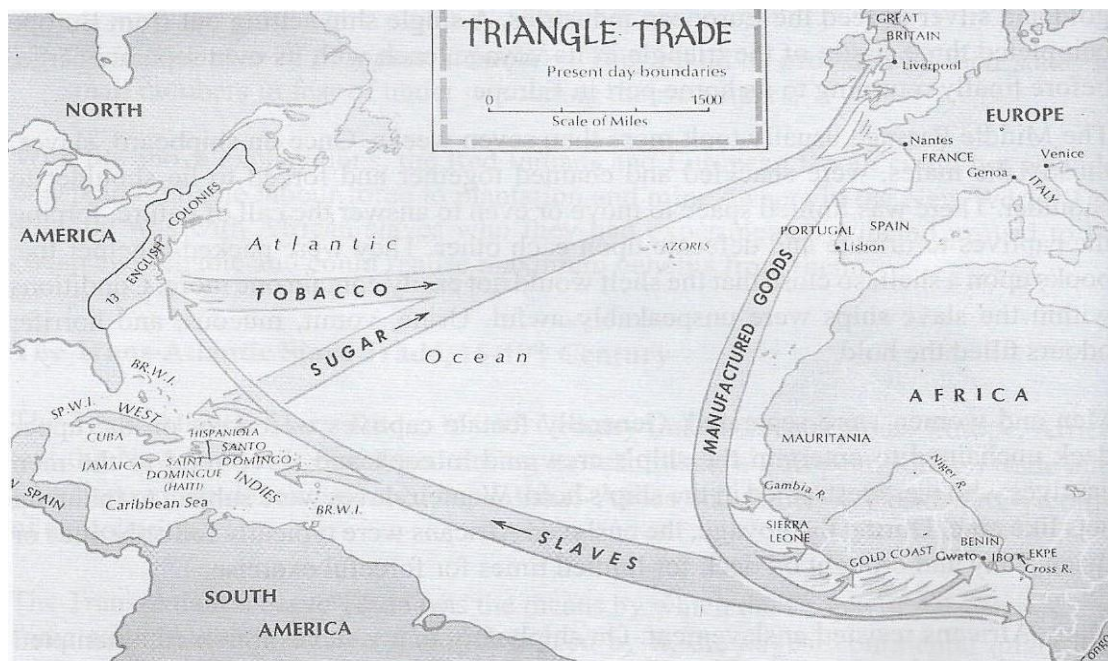 TRIANGLE TRADE
Present day boundaries
0 1500
Scale of Miles
GREAT
BRITAIN
Liverpool
NORTH
AMERICA
EUROPE
Nantes
FRANCE
Venice
Genoa
ITALY
13 ENGLISH COLONIES
Atlantic
Ocean
AZORES
PORTUGAL
SPAIN
Lisbon
TOBACCO
SUGAR
MANUFACTURED GOODS
BR.W.I.
SP.W.I.
WEST
INDIES
CUBA
HISPANIOLA
SANTO
DOMINGO
JAMAICA
SAINT
DOMINGUE
(HAITI)
Caribbean Sea
BR.W.I.
SPAIN
AFRICA
MAURITANIA
Niger R.
Gambia R.
SIERRA
LEONE
GOLD COAST
BENIN
Gwato
IBO
EKPE
Cross R.
SLAVES
SOUTH
AMERICA